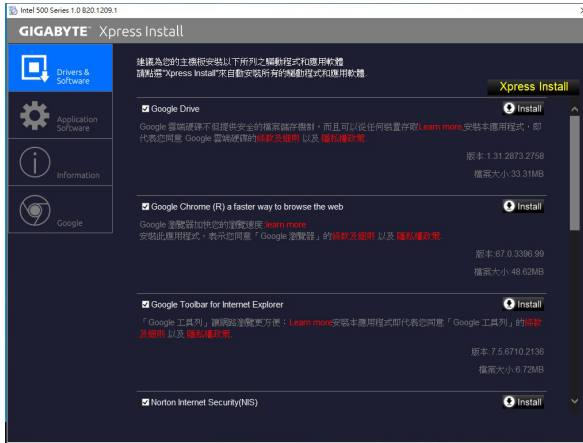 Intel 500 Series 1.0 B20.1209.1
GIGABYTE™ Xpress Install
Drivers &
Software
Application
Software
Information
Google
建議為您的主機板安裝以下所列之驅動程式和應用軟體
請點選"Xpress Install"來自動安裝所有的驅動程式和應用軟體.
Xpress Install
Google Drive
Install
Google 雲端硬碟不但提供安全的檔案儲存機制，而且可以從任何裝置存取Learn more.安裝本應用程式，即
代表您同意 Google 雲端硬碟的條款及細則 以及 隱私權政策.
版本:1.31.2873.2758
檔案大小:33.31MB
Google Chrome (R) a faster way to browse the web
Install
Google 瀏覽器加快您的瀏覽速度:learn more
安裝此應用程式，表示您同意「Google 瀏覽器」的條款及細則 以及 隱私權政策.
版本:67.0.3396.99
檔案大小:48.62MB
Google Toolbar for Internet Explorer
Install
「Google 工具列」讓網路瀏覽更方便：Learn more安裝本應用程式即代表您同意「Google 工具列」的條款
及細則 以及 隱私權政策.
版本:7.5.6710.2136
檔案大小:6.72MB
Norton Internet Security(NIS)
Install